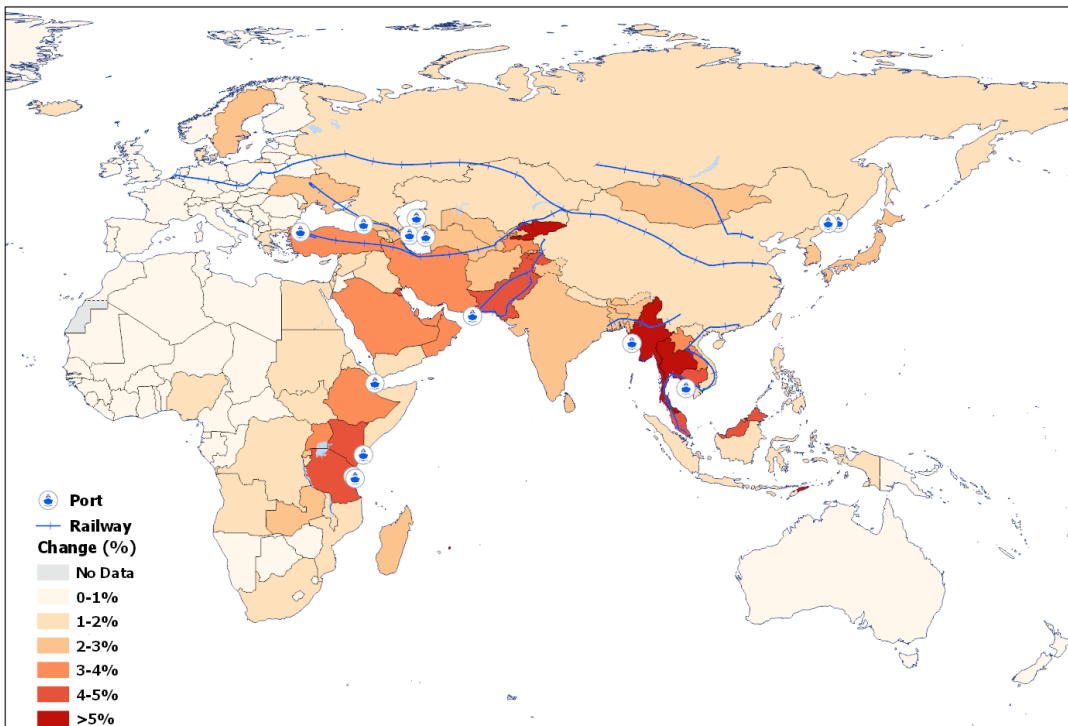 Port
Railway
Change (%)
No Data
0-1%
1-2%
2-3%
3-4%
4-5%
>5%